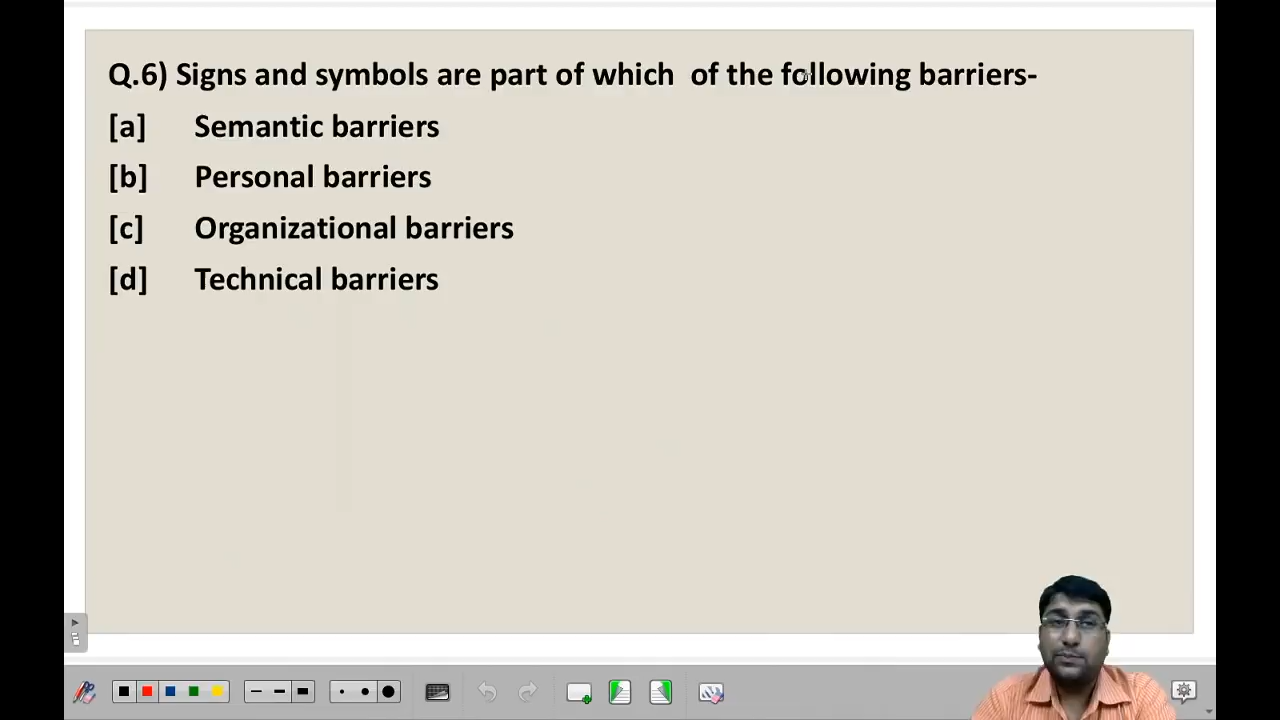 Q.6) Signs and symbols are part of which  of the following barriers-
[a] Semantic barriers
[b] Personal barriers
[c] Organizational barriers
[d] Technical barriers